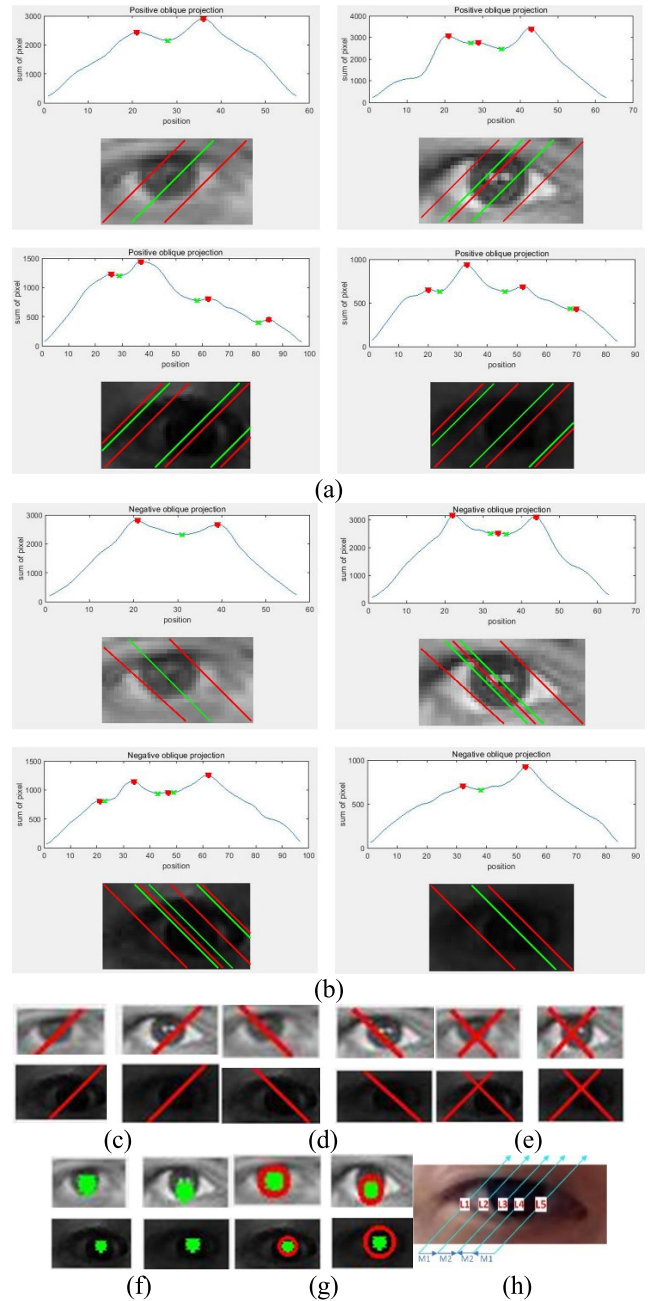 Positive oblique projection
Positive oblique projection
sum of pixel
3000
2000
1000
0
0 10 20 30 40 50 60
position
sum of pixel
4000
3000
2000
1000
0
0 10 20 30 40 50 60 70
position
Positive oblique projection
Positive oblique projection
sum of pixel
1500
1000
500
0
0 10 20 30 40 50 60 70 80 90 100
position
sum of pixel
1000
500
0
0 10 20 30 40 50 60 70 80 90
position
(a)
Negative oblique projection
Negative oblique projection
sum of pixel
3000
2000
1000
0
0 10 20 30 40 50 60
position
sum of pixel
3000
2000
1000
0
0 10 20 30 40 50 60 70
position
Negative oblique projection
Negative oblique projection
sum of pixel
1500
1000
500
0
0 10 20 30 40 50 60 70 80 90 100
position
sum of pixel
1000
500
0
0 10 20 30 40 50 60 70 80 90
position
(b)
(c) (d) (e)
L1 L2 L3 L4 L5
M1 M2 M2 M1
(f) (g) (h)